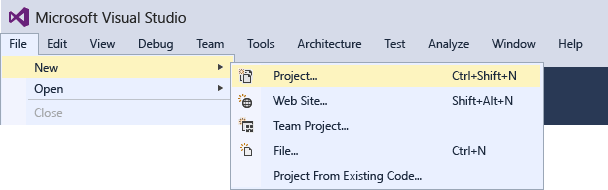 Microsoft Visual Studio
File Edit View Debug Team Tools Architecture Test Analyze Window Help
New
Project... Ctrl+Shift+N
Open
Web Site... Shift+Alt+N
Close
Team Project...
File... Ctrl+N
Project From Existing Code...